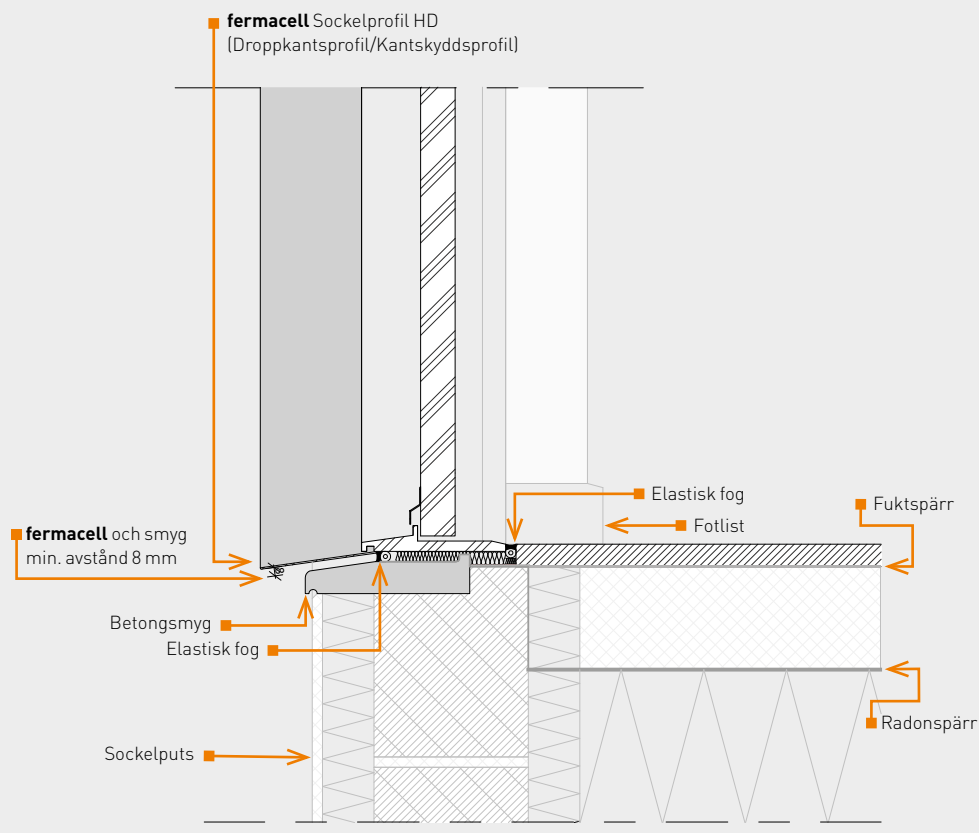 fermacell Sockelprofil HD
(Droppkantsprofil/Kantskyddsprofil)
Elastisk fog
Fotlist
Fuktspärr
fermacell och smyg
min. avstånd 8 mm
Betongsmyg
Elastisk fog
Radonspärr
Sockelputs